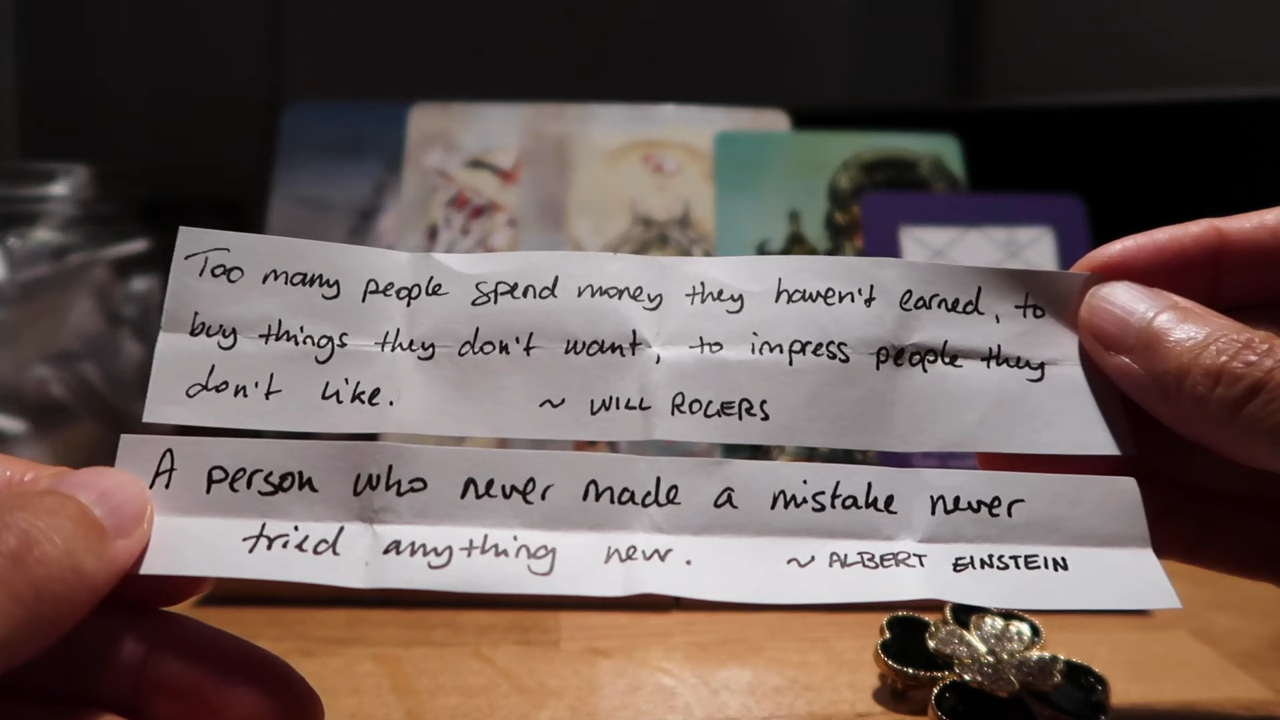 Too many people spend money they haven't earned, to
buy things they don't want, to impress people they
don't like. ~ WILL ROGERS
A person who never made a mistake never
tried anything new. ~ ALBERT EINSTEIN